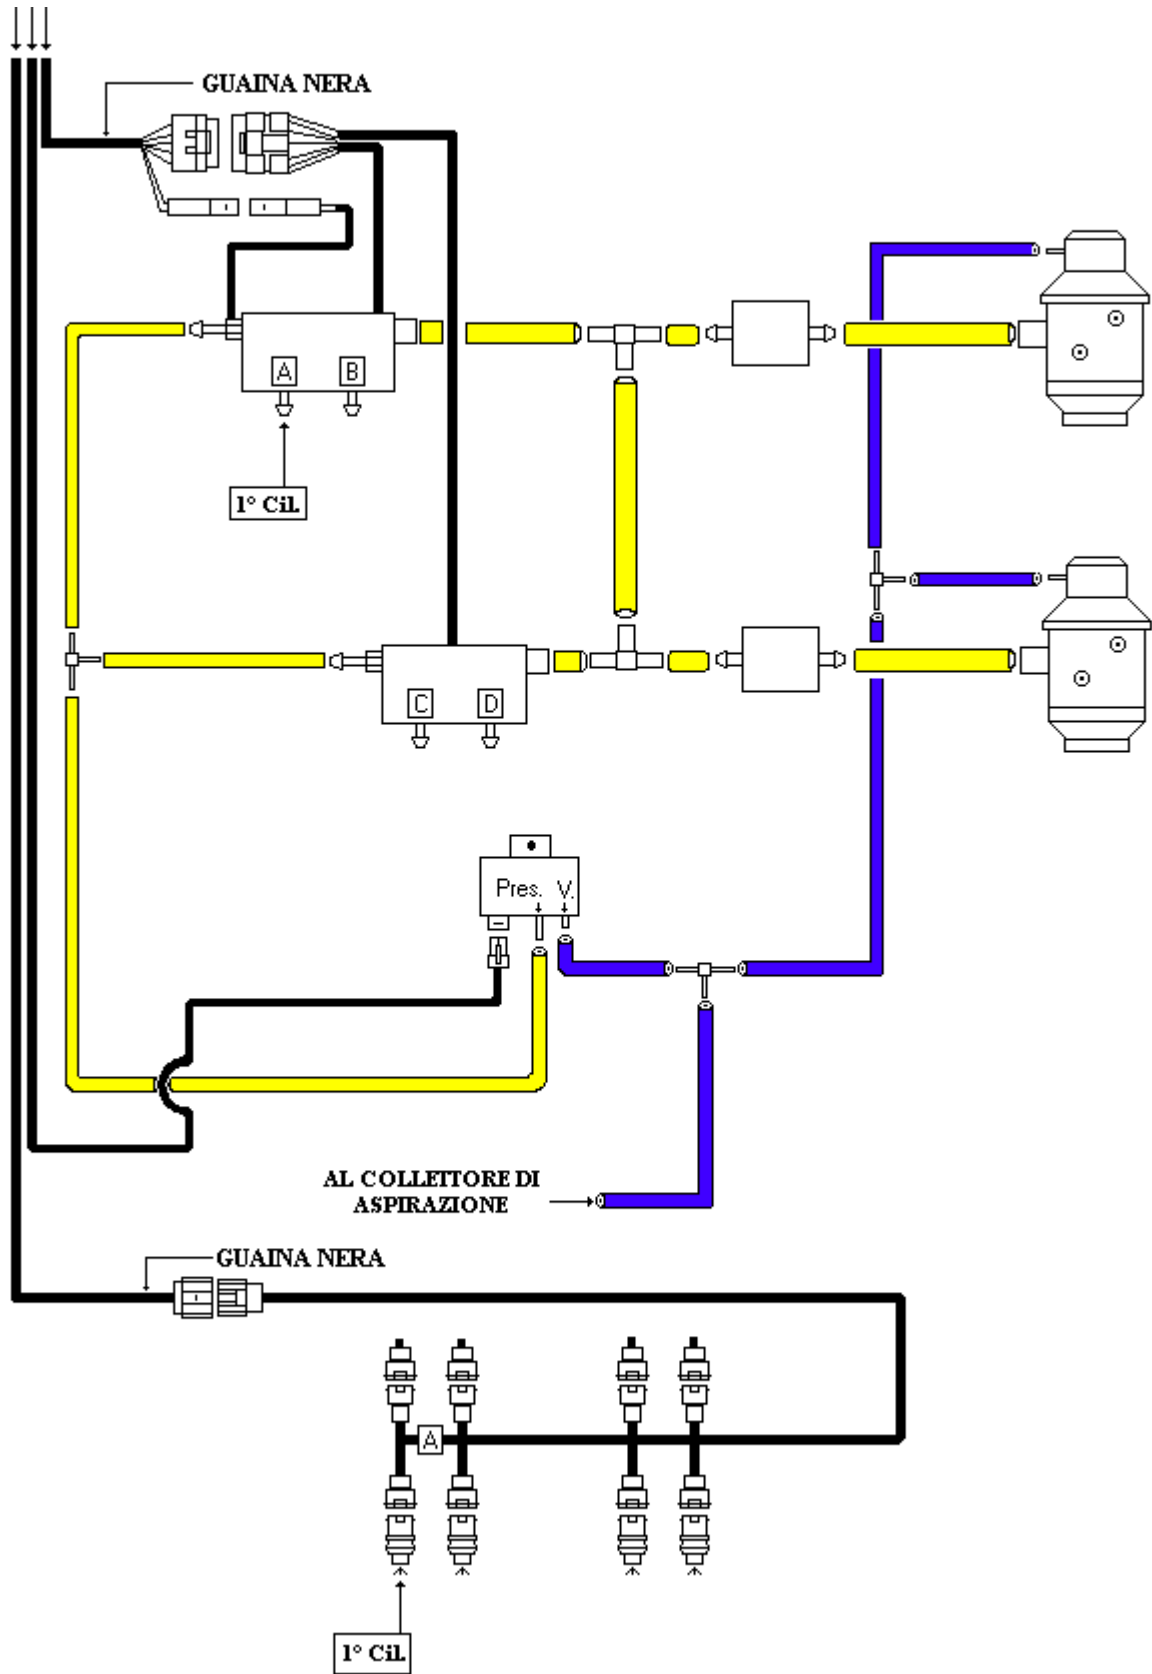 GUAINA NERA
A
B
1° Cil.
C
D
Pres.
V.
AL COLLETTORE DI
ASPIRAZIONE
GUAINA NERA
A
1° Cil.